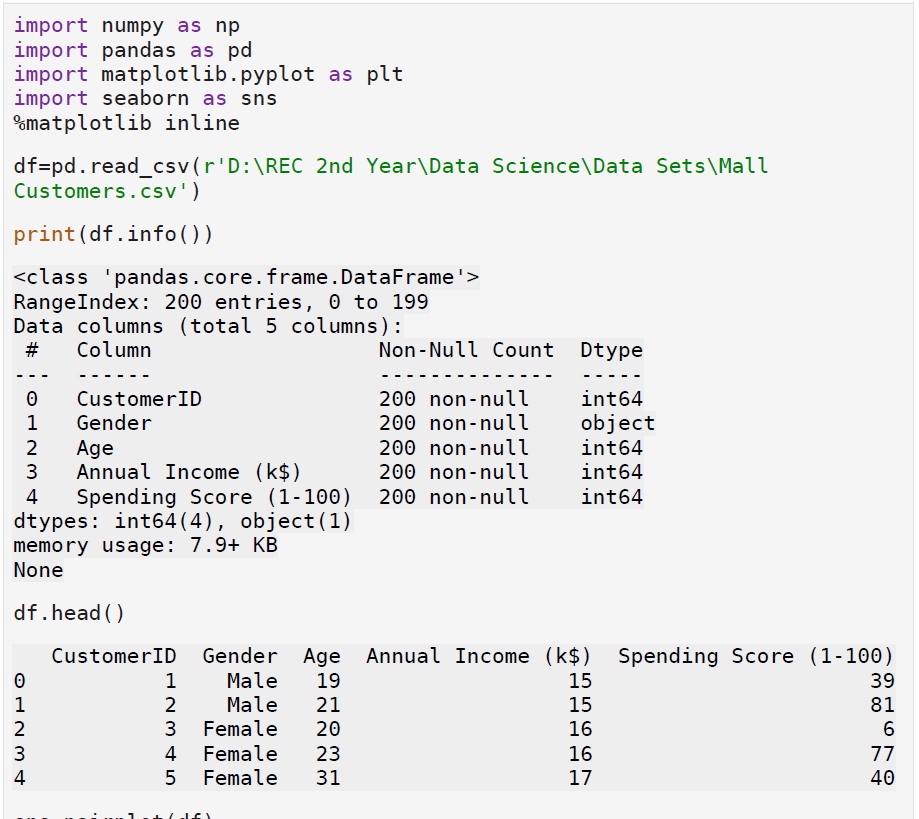 import numpy as np
import pandas as pd
import matplotlib.pyplot as plt
import seaborn as sns
%matplotlib inline
df=pd.read_csv(r'D:\REC 2nd Year\Data Science\Data Sets\Mall
Customers.csv')
print(df.info())
<class 'pandas.core.frame.DataFrame'>
RangeIndex: 200 entries, 0 to 199
Data columns (total 5 columns):
 #   Column                  Non-Null Count  Dtype
---  ------                  --------------  -----
 0   CustomerID              200 non-null    int64
 1   Gender                  200 non-null    object
 2   Age                     200 non-null    int64
 3   Annual Income (k$)      200 non-null    int64
 4   Spending Score (1-100)  200 non-null    int64
dtypes: int64(4), object(1)
memory usage: 7.9+ KB
None
df.head()
   CustomerID  Gender  Age  Annual Income (k$)  Spending Score (1-100)
0           1    Male   19                  15                      39
1           2    Male   21                  15                      81
2           3  Female   20                  16                       6
3           4  Female   23                  16                      77
4           5  Female   31                  17                      40